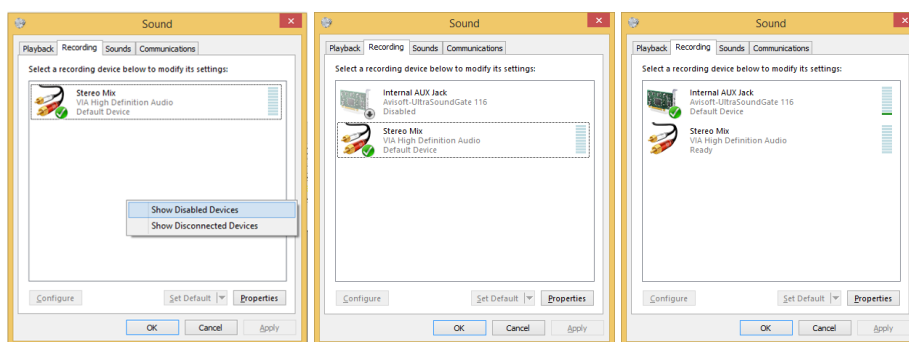 Sound
Playback Recording Sounds Communications
Select a recording device below to modify its settings:
Stereo Mix
VIA High Definition Audio
Default Device
Show Disabled Devices
Show Disconnected Devices
Configure Set Default Properties
OK Cancel Apply
Sound
Playback Recording Sounds Communications
Select a recording device below to modify its settings:
Internal AUX Jack
Avisoft-UltraSoundGate 116
Disabled
Stereo Mix
VIA High Definition Audio
Default Device
Configure Set Default Properties
OK Cancel Apply
Sound
Playback Recording Sounds Communications
Select a recording device below to modify its settings:
Internal AUX Jack
Avisoft-UltraSoundGate 116
Default Device
Stereo Mix
VIA High Definition Audio
Ready
Configure Set Default Properties
OK Cancel Apply